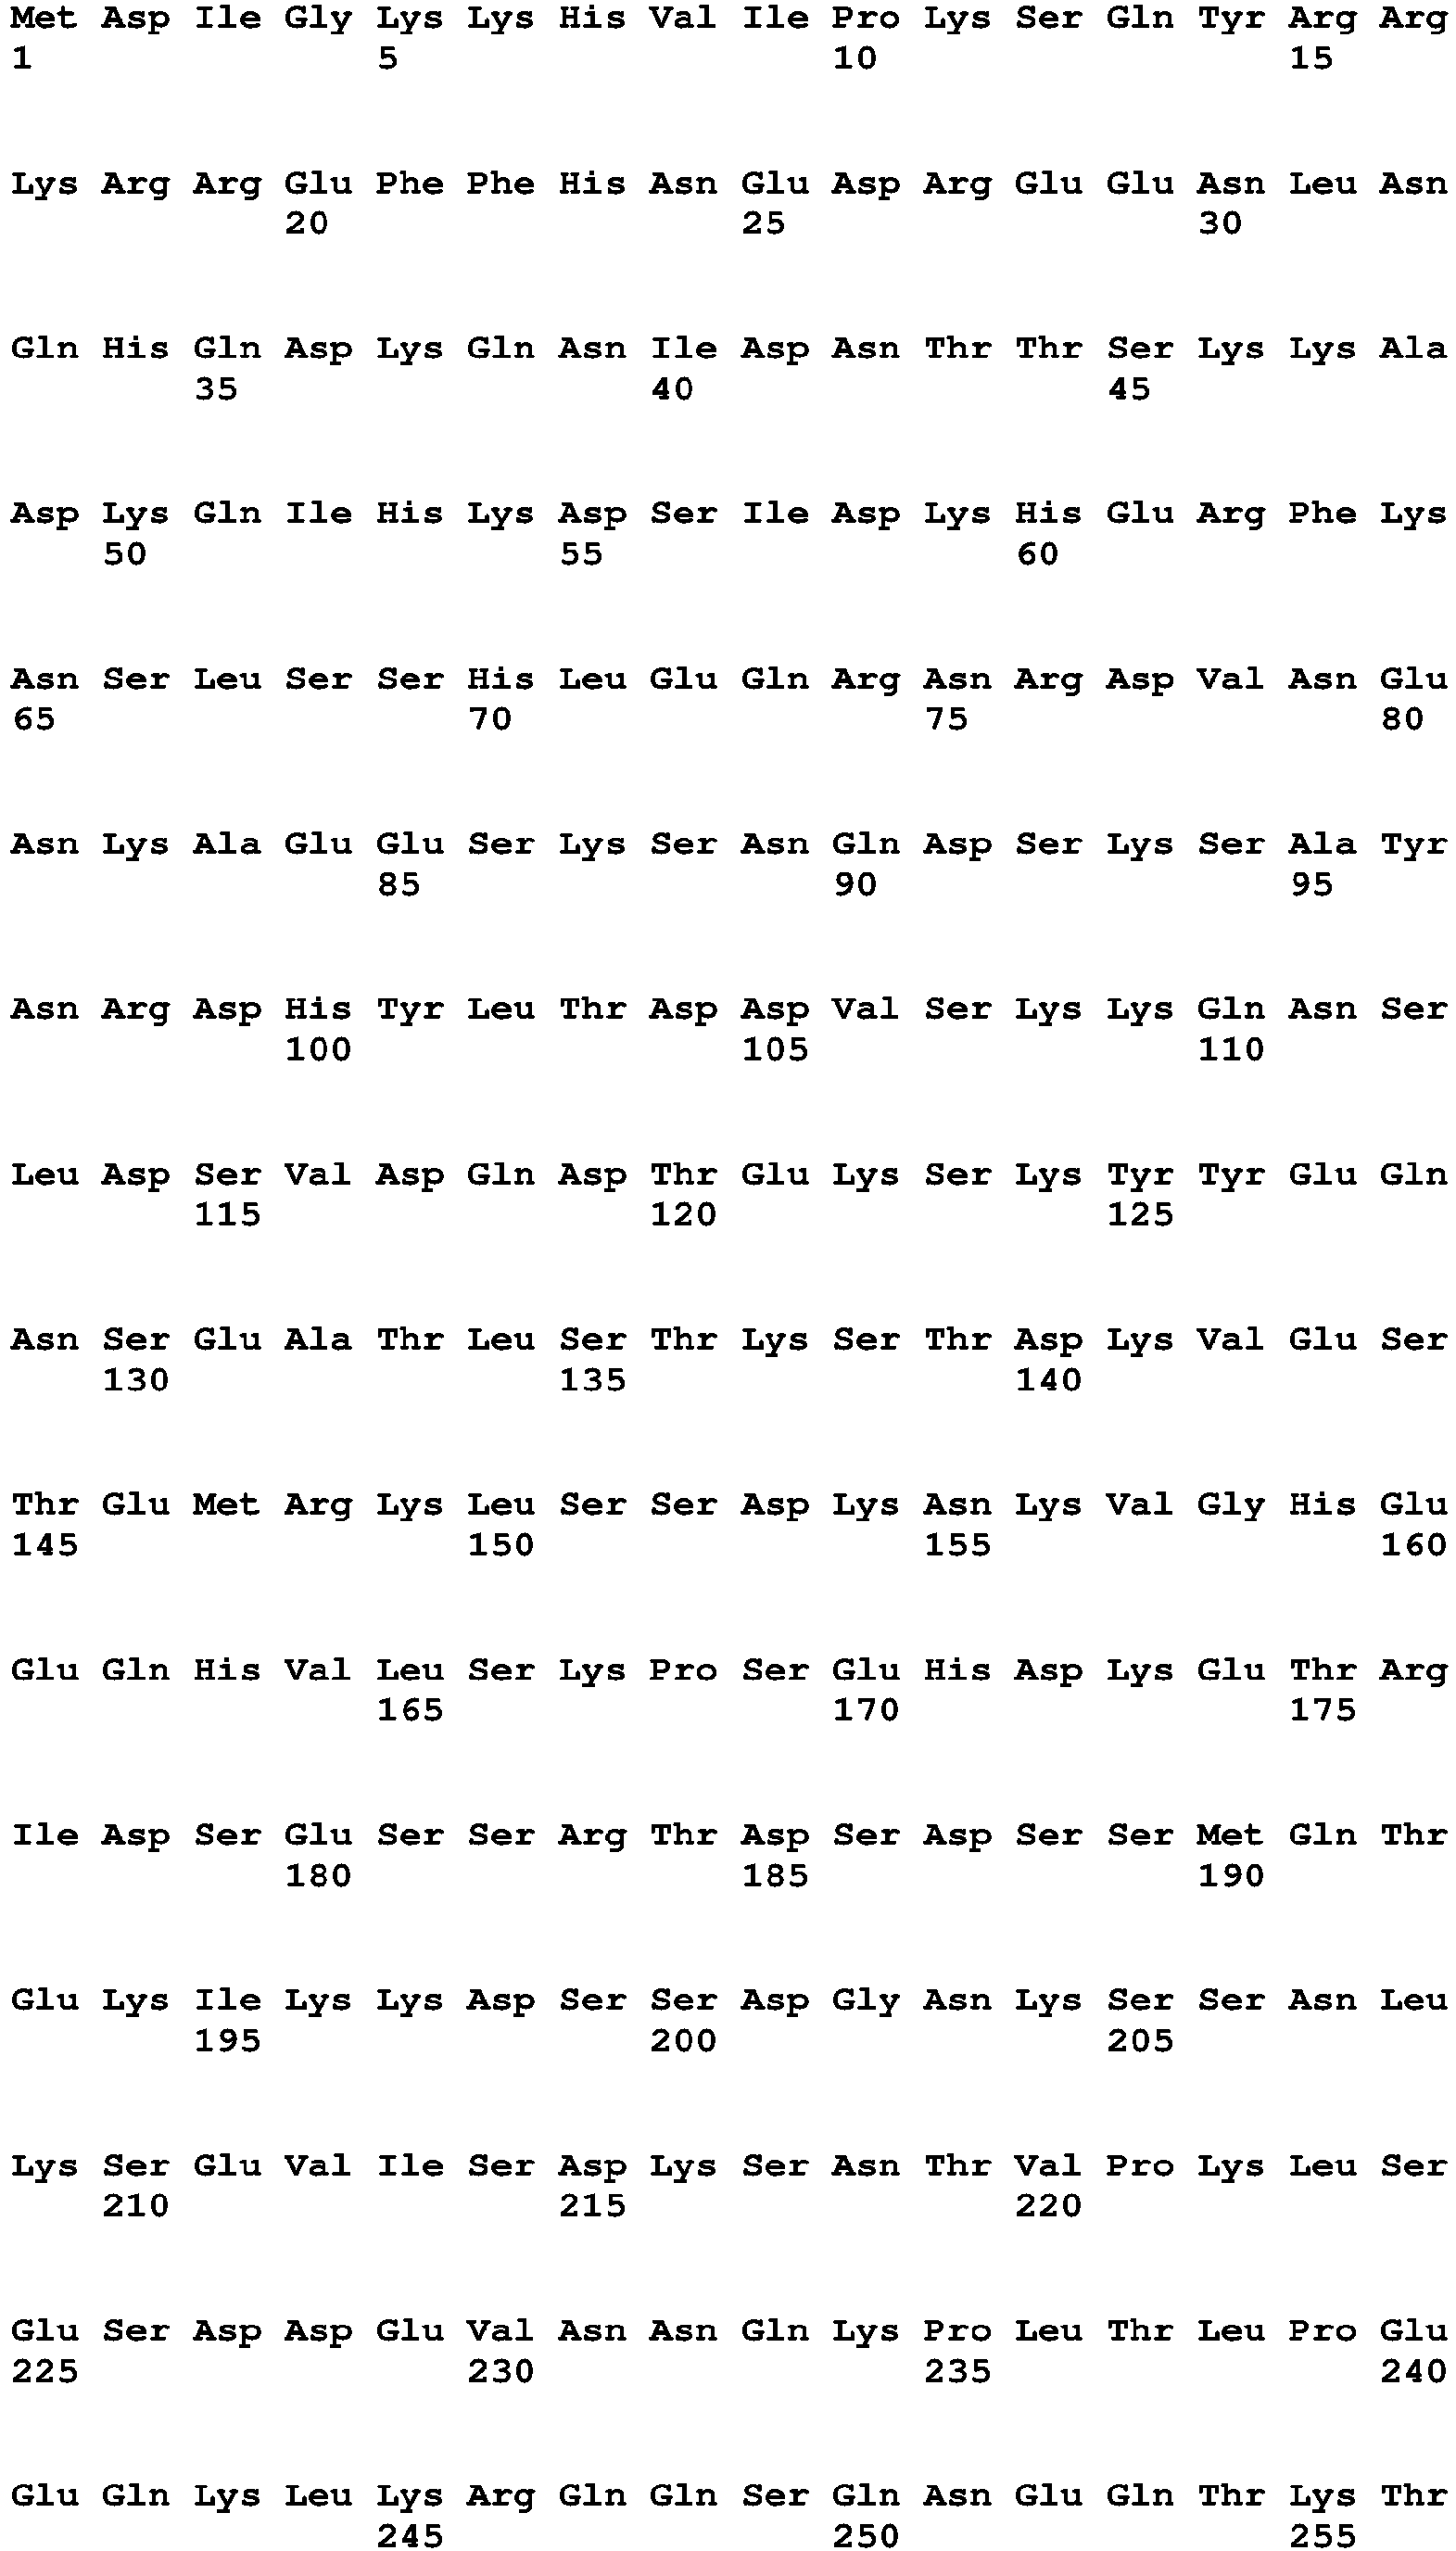 Met Asp Ile Gly Lys Lys His Val Ile Pro Lys Ser Gln Tyr Arg Arg
1 5 10 15
Lys Arg Arg Glu Phe Phe His Asn Glu Asp Arg Glu Glu Asn Leu Asn
20 25 30
Gln His Gln Asp Lys Gln Asn Ile Asp Asn Thr Thr Ser Lys Lys Ala
35 40 45
Asp Lys Gln Ile His Lys Asp Ser Ile Asp Lys His Glu Arg Phe Lys
50 55 60
Asn Ser Leu Ser Ser His Leu Glu Gln Arg Asn Arg Asp Val Asn Glu
65 70 75 80
Asn Lys Ala Glu Glu Ser Lys Ser Asn Gln Asp Ser Lys Ser Ala Tyr
85 90 95
Asn Arg Asp His Tyr Leu Thr Asp Asp Val Ser Lys Lys Gln Asn Ser
100 105 110
Leu Asp Ser Val Asp Gln Asp Thr Glu Lys Ser Lys Tyr Tyr Glu Gln
115 120 125
Asn Ser Glu Ala Thr Leu Ser Thr Lys Ser Thr Asp Lys Val Glu Ser
130 135 140
Thr Glu Met Arg Lys Leu Ser Ser Asp Lys Asn Lys Val Gly His Glu
145 150 155 160
Glu Gln His Val Leu Ser Lys Pro Ser Glu His Asp Lys Glu Thr Arg
165 170 175
Ile Asp Ser Glu Ser Ser Arg Thr Asp Ser Asp Ser Ser Met Gln Thr
180 185 190
Glu Lys Ile Lys Lys Asp Ser Ser Asp Gly Asn Lys Ser Ser Asn Leu
195 200 205
Lys Ser Glu Val Ile Ser Asp Lys Ser Asn Thr Val Pro Lys Leu Ser
210 215 220
Glu Ser Asp Asp Glu Val Asn Asn Gln Lys Pro Leu Thr Leu Pro Glu
225 230 235 240
Glu Gln Lys Leu Lys Arg Gln Gln Ser Gln Asn Glu Gln Thr Lys Thr
245 250 255